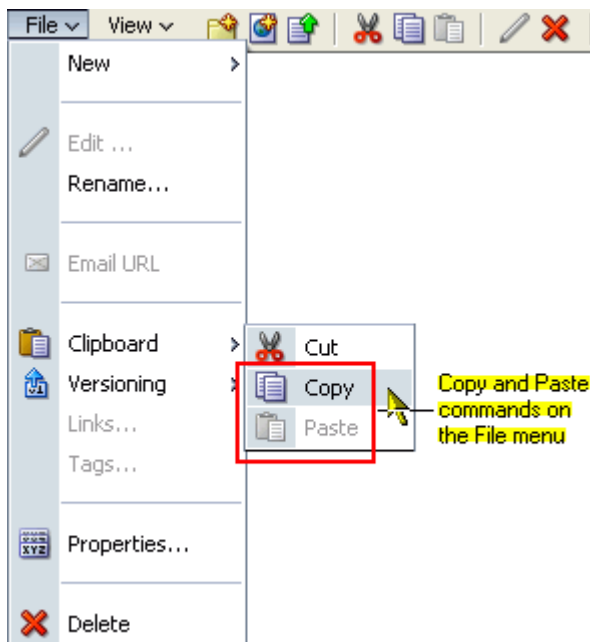 File View
New
Edit ...
Rename...
Email URL
Clipboard
Cut
Versioning
Copy
Copy and Paste
commands on
the File menu
Links...
Paste
Tags...
XYZ
Properties...
Delete